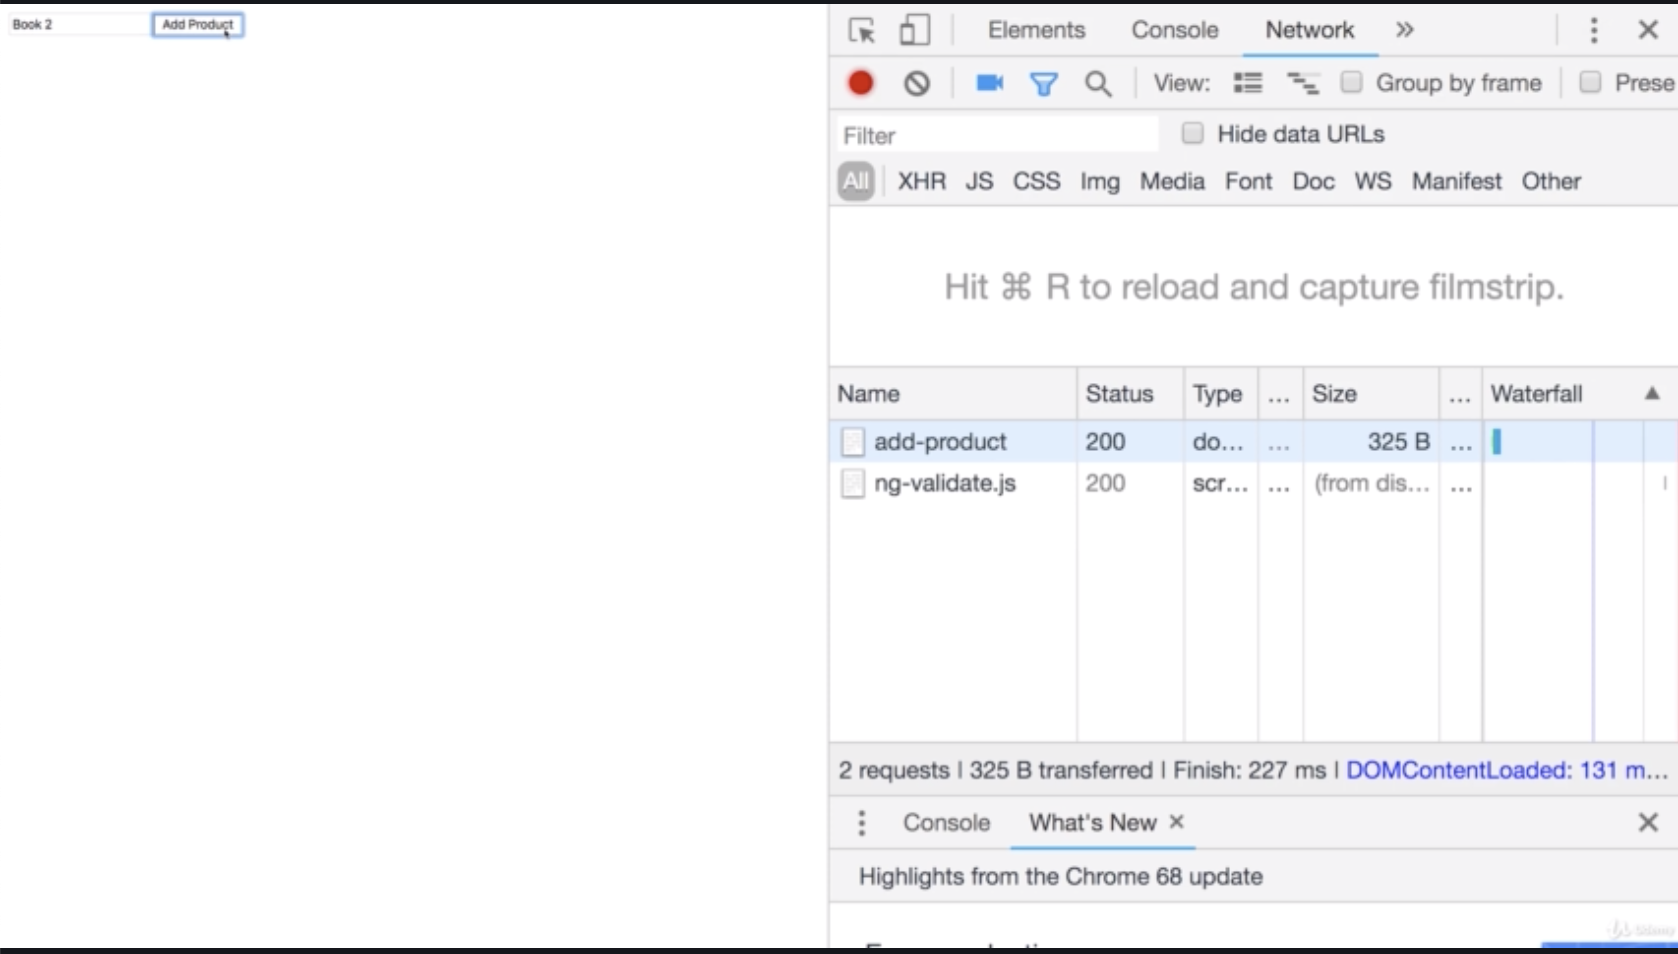 Book 2 Add Product
Elements Console Network
View: Group by frame Prese
Filter Hide data URLs
All XHR JS CSS Img Media Font Doc WS Manifest Other
Hit ⌘ R to reload and capture filmstrip.
Name Status Type ... Size ... Waterfall ▲
add-product 200 do... ... 325 B ...
ng-validate.js 200 scr... ... (from dis... ...
2 requests | 325 B transferred | Finish: 227 ms | DOMContentLoaded: 131 m...
Console What's New ×
Highlights from the Chrome 68 update
Udemy